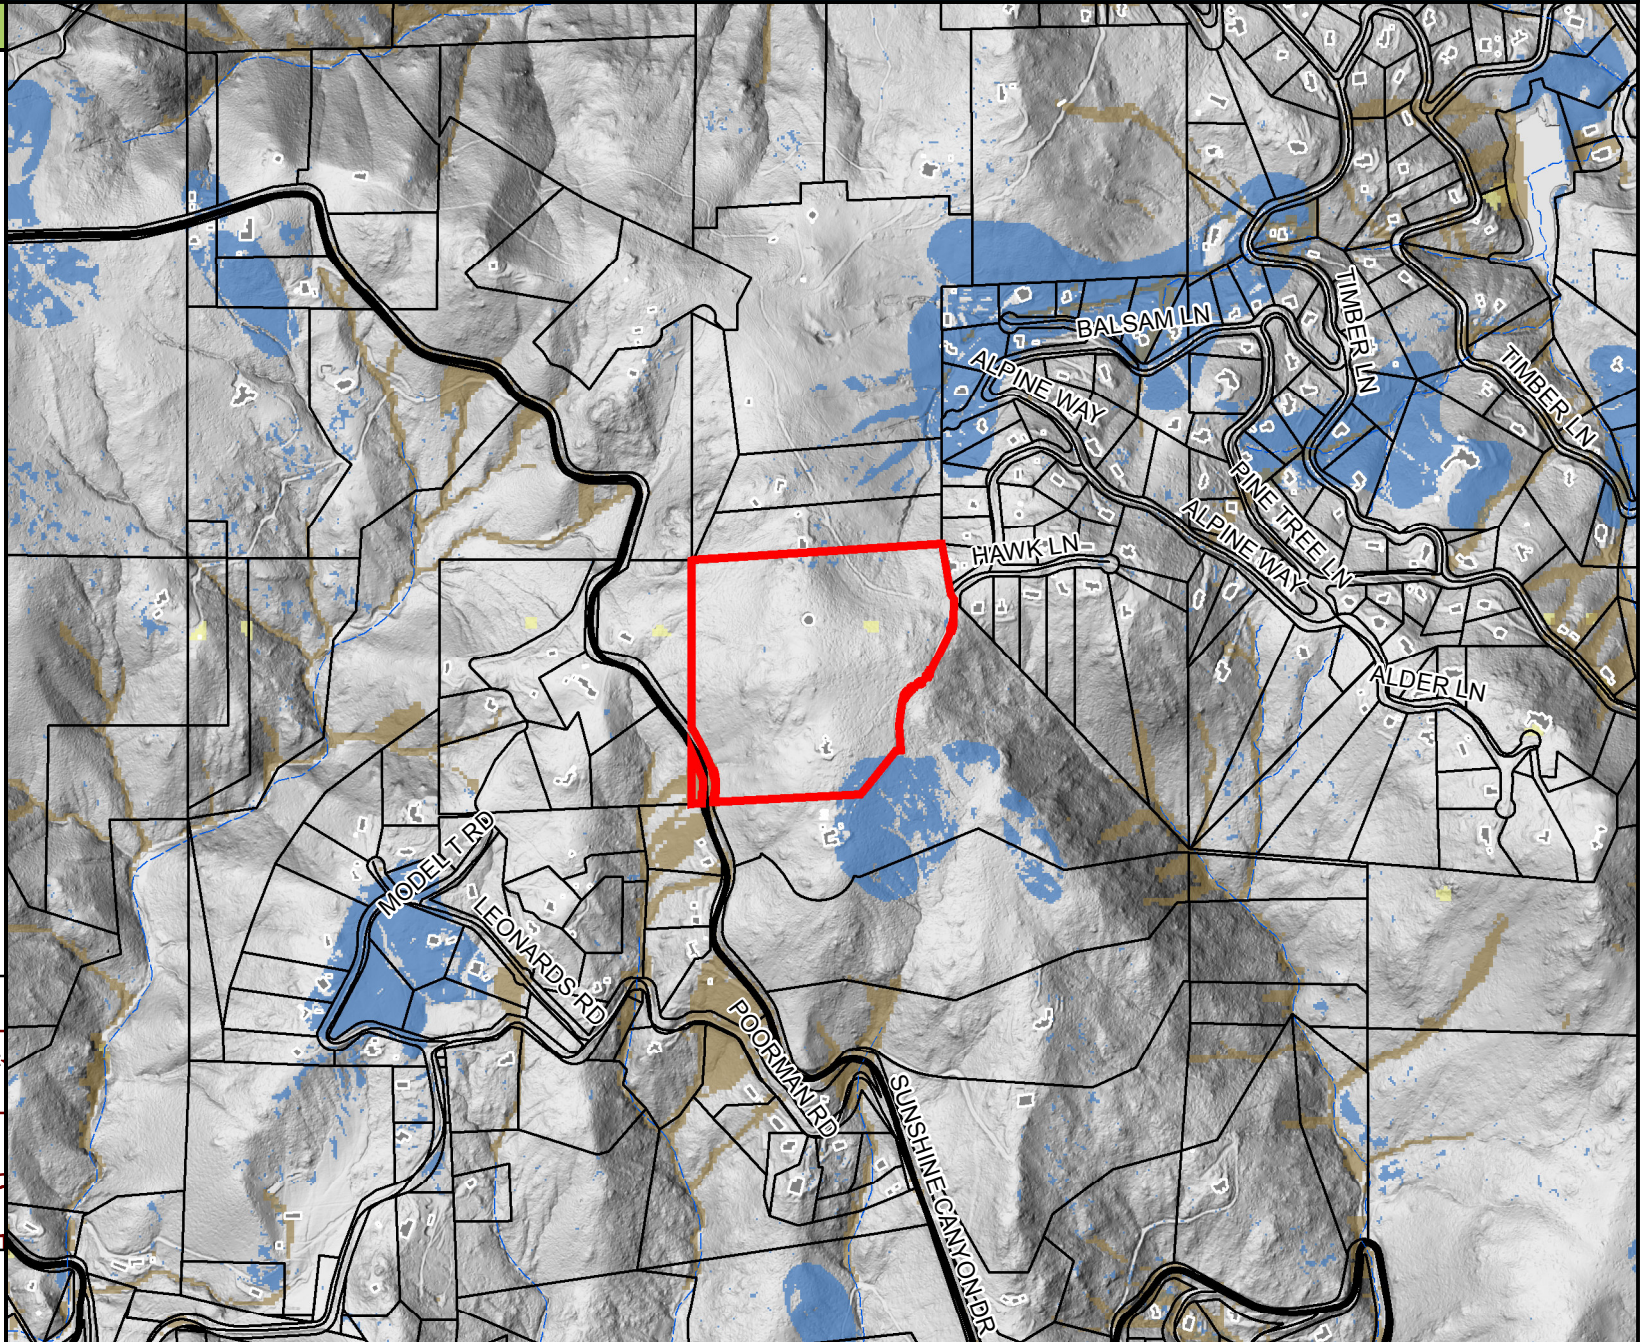 BALSAM LN
TIMBER LN
ALPINE WAY
TIMBER LN
PINE TREE LN
ALPINE WAY
HAWK LN
ALDER LN
MODEL T RD
LEONARDS RD
POORMAN RD
SUNSHINE CANYON DR